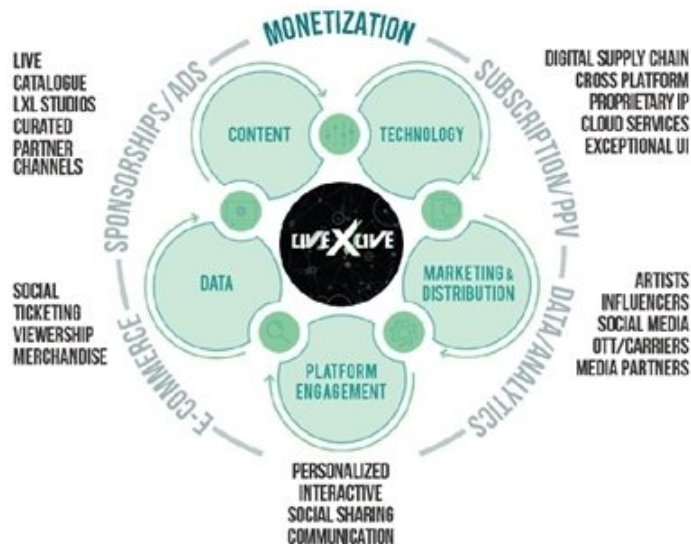 MONETIZATION
SPONSORSHIPS/ADS
SUBSCRIPTION/PPV
LIVE
CATALOGUE
LXL STUDIOS
CURATED
PARTNER
CHANNELS
DIGITAL SUPPLY CHAIN
CROSS PLATFORM
PROPRIETARY IP
CLOUD SERVICES
EXCEPTIONAL UI
CONTENT
TECHNOLOGY
LIVEXLIVE
DATA
MARKETING &
DISTRIBUTION
SOCIAL
TICKETING
VIEWERSHIP
MERCHANDISE
ARTISTS
INFLUENCERS
SOCIAL MEDIA
OTT/CARRIERS
MEDIA PARTNERS
PLATFORM
ENGAGEMENT
E-COMMERCE
DATA/ANALYTICS
PERSONALIZED
INTERACTIVE
SOCIAL SHARING
COMMUNICATION